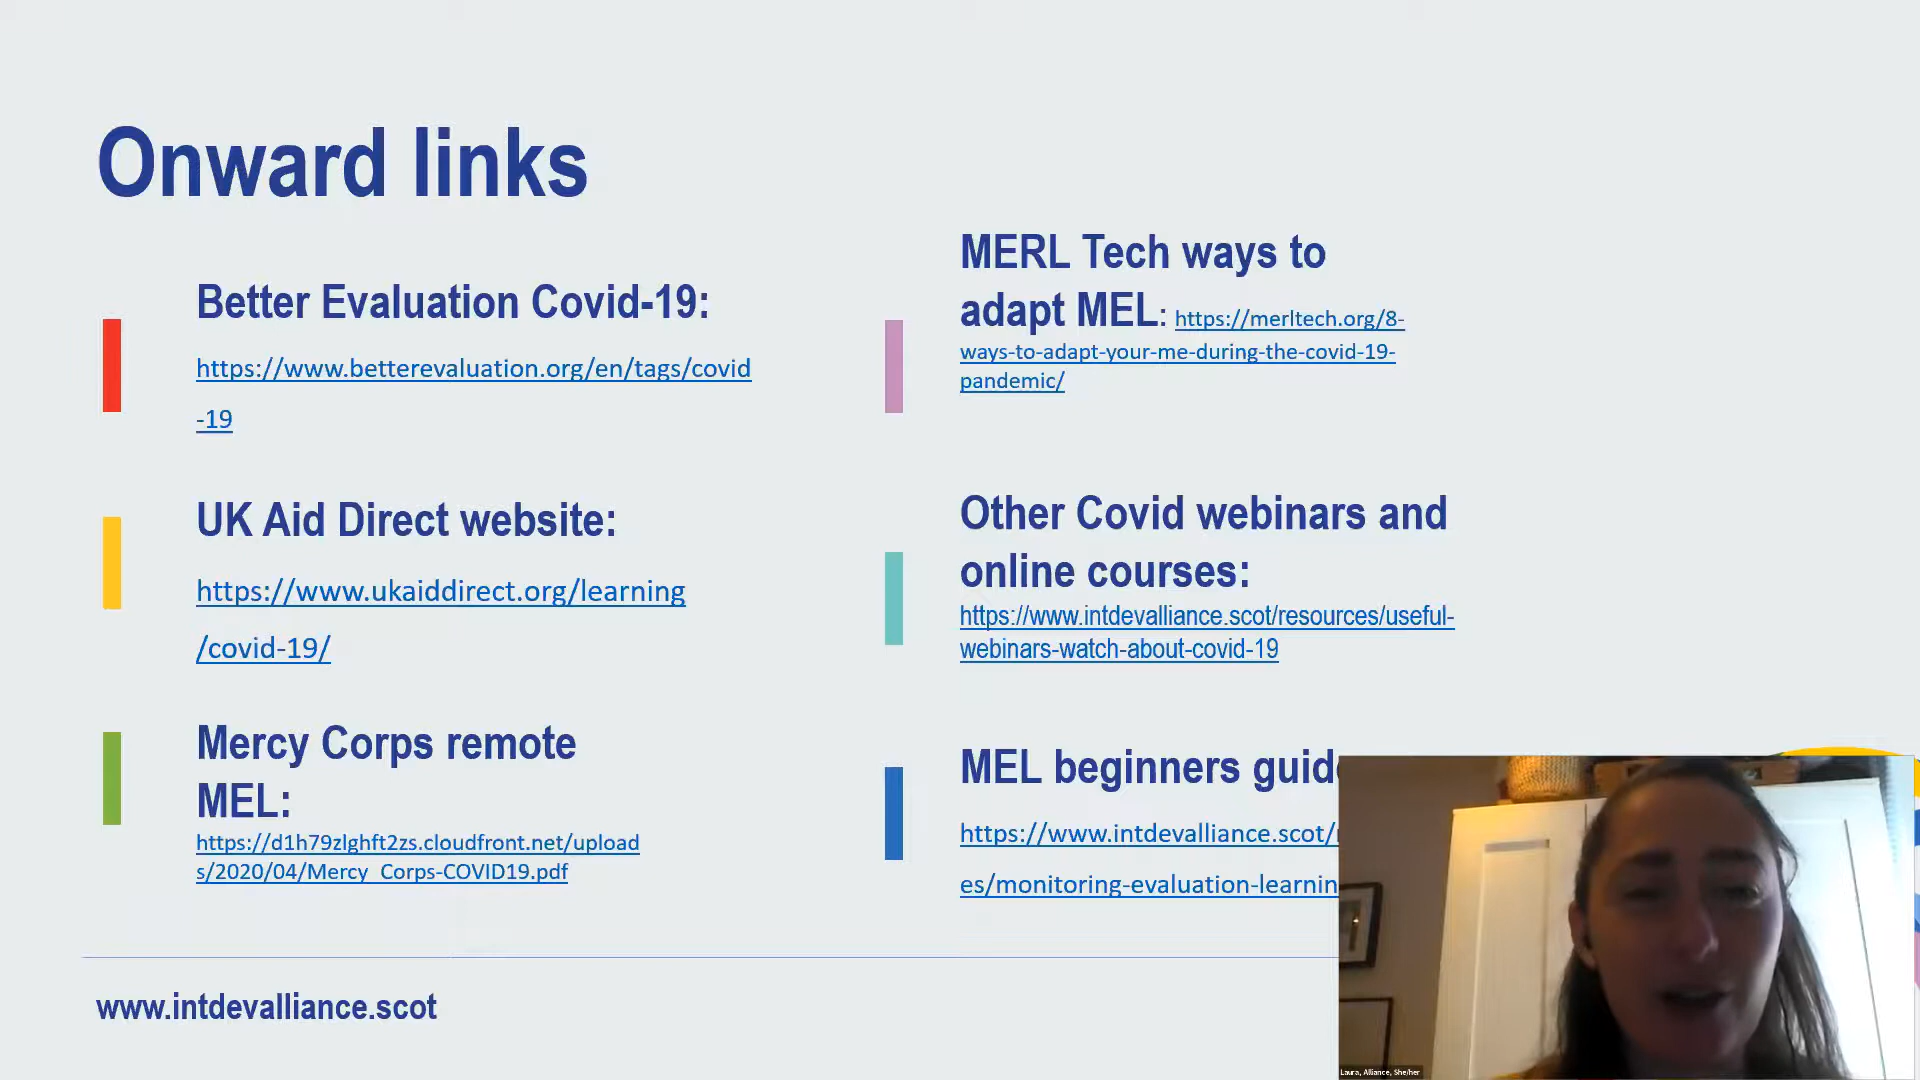 Onward links
Better Evaluation Covid-19:
https://www.betterevaluation.org/en/tags/covid
-19
UK Aid Direct website:
https://www.ukaiddirect.org/learning
/covid-19/
Mercy Corps remote
MEL:
https://d1h79zlghft2zs.cloudfront.net/upload
s/2020/04/Mercy_Corps-COVID19.pdf
MERL Tech ways to
adapt MEL: https://merltech.org/8-
ways-to-adapt-your-me-during-the-covid-19-
pandemic/
Other Covid webinars and
online courses:
https://www.intdevalliance.scot/resources/useful-
webinars-watch-about-covid-19
MEL beginners guid
https://www.intdevalliance.scot/
es/monitoring-evaluation-learnin
www.intdevalliance.scot
Laura, Alliance, She/her